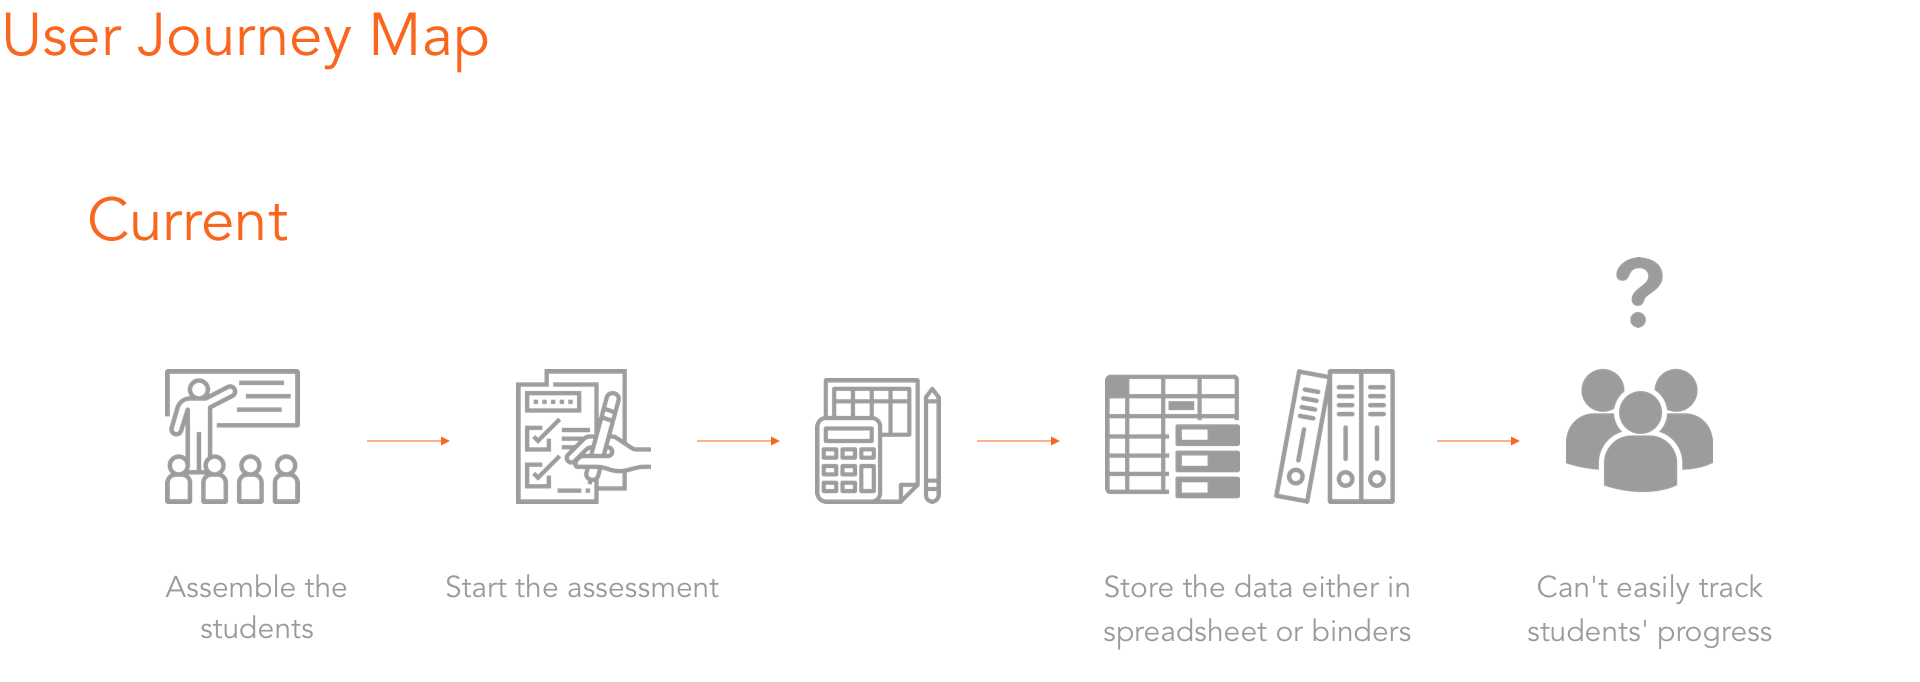 User Journey Map
Current
?
Assemble the
students
Start the assessment
Store the data either in
spreadsheet or binders
Can't easily track
students' progress